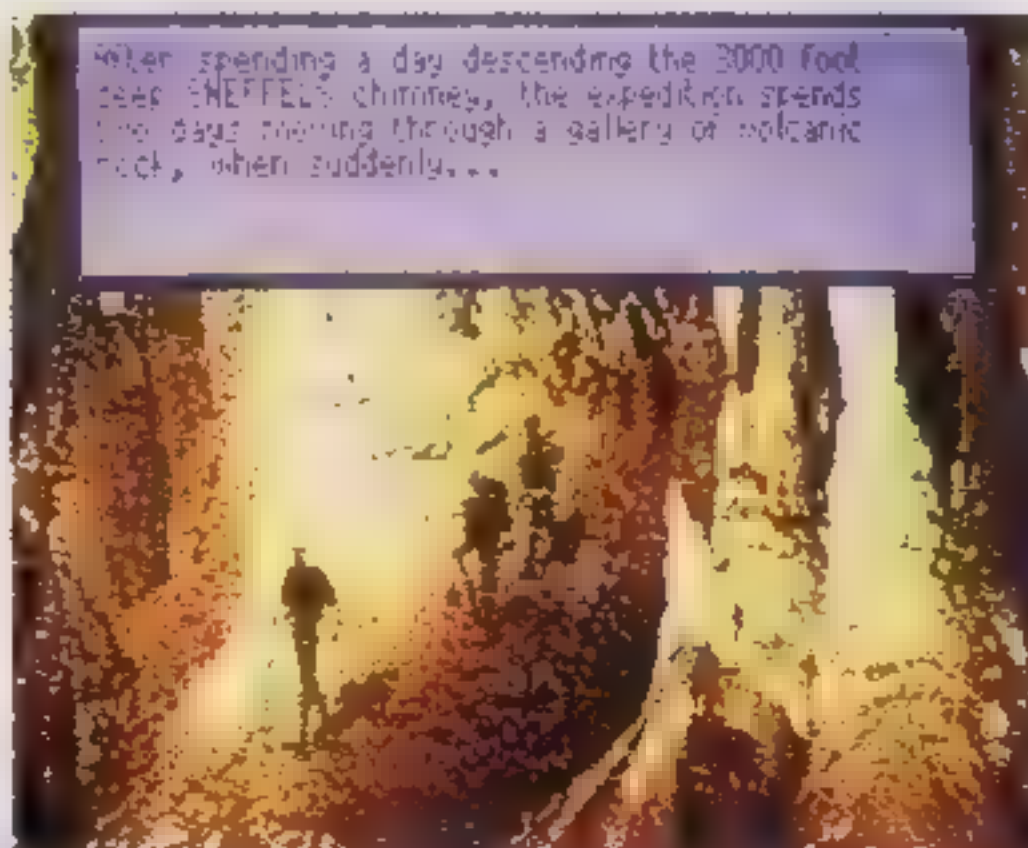 After spending a day descending the 3000 foot
deep SNEFFELS chimney, the expedition spends
two days moving through a gallery of volcanic
rock, when suddenly...